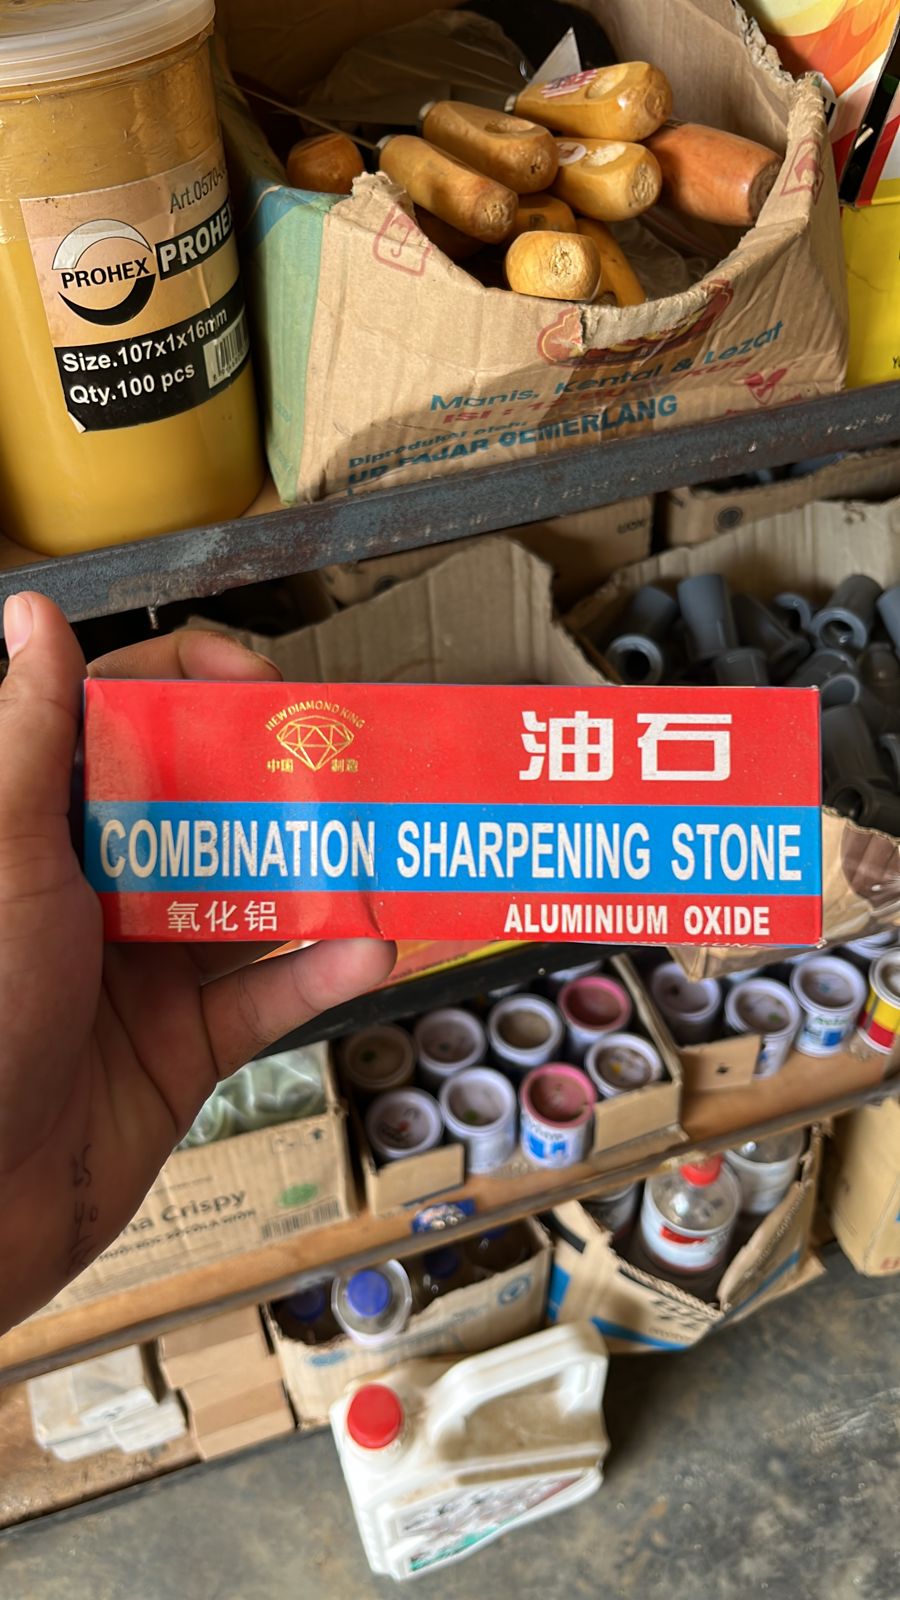 Art.0570-
PROHEX
PROHEX
Size.107x1x16mm
Qty.100 pcs
Manis, Kental & Lezat
ISI : 
Diproduksi oleh:
UD FAJAR GEMERLANG
NEW DIAMOND KING
中国 制造
油石
COMBINATION SHARPENING STONE
氧化铝
ALUMINIUM OXIDE
Crispy